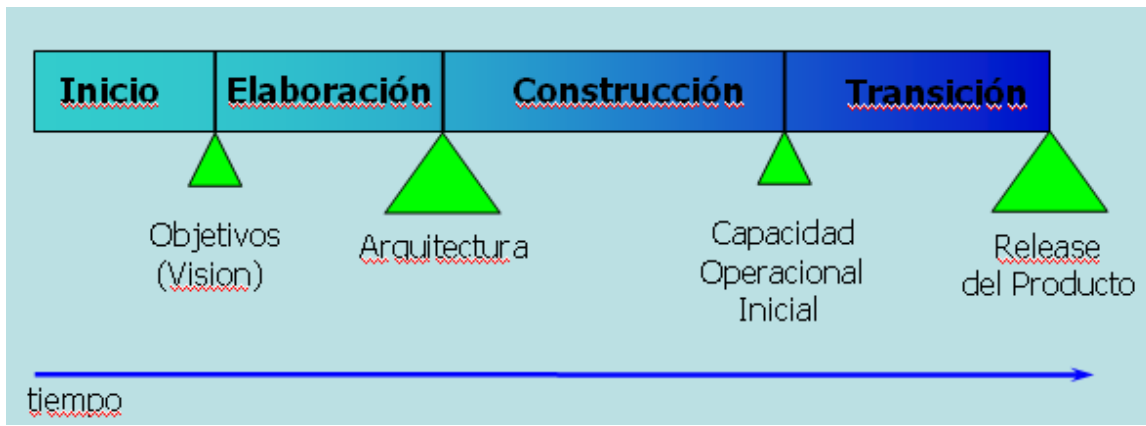 Inicio
Elaboración
Construcción
Transición
Objetivos
(Vision)
Arquitectura
Capacidad
Operacional
Inicial
Release
del Producto
tiempo